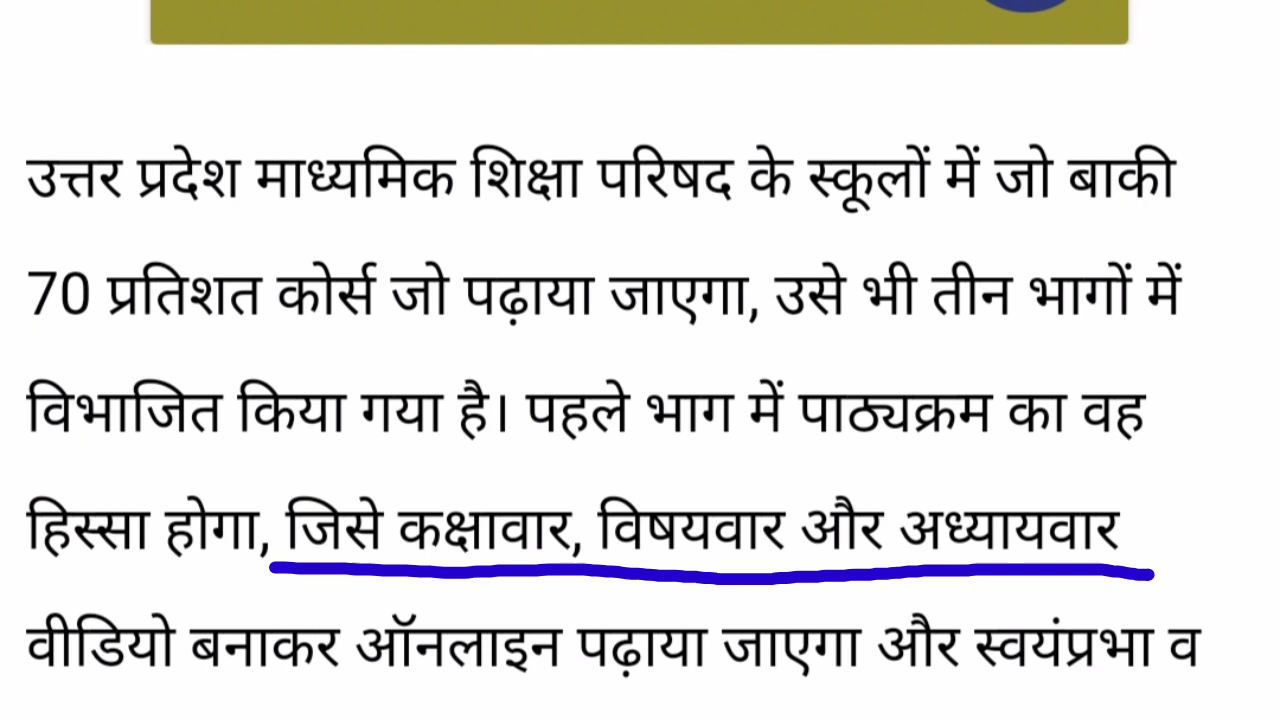 उत्तर प्रदेश माध्यमिक शिक्षा परिषद के स्कूलों में जो बाकी
70 प्रतिशत कोर्स जो पढ़ाया जाएगा, उसे भी तीन भागों में
विभाजित किया गया है। पहले भाग में पाठ्यक्रम का वह
हिस्सा होगा, जिसे कक्षावार, विषयवार और अध्यायवार
वीडियो बनाकर ऑनलाइन पढ़ाया जाएगा और स्वयंप्रभा व